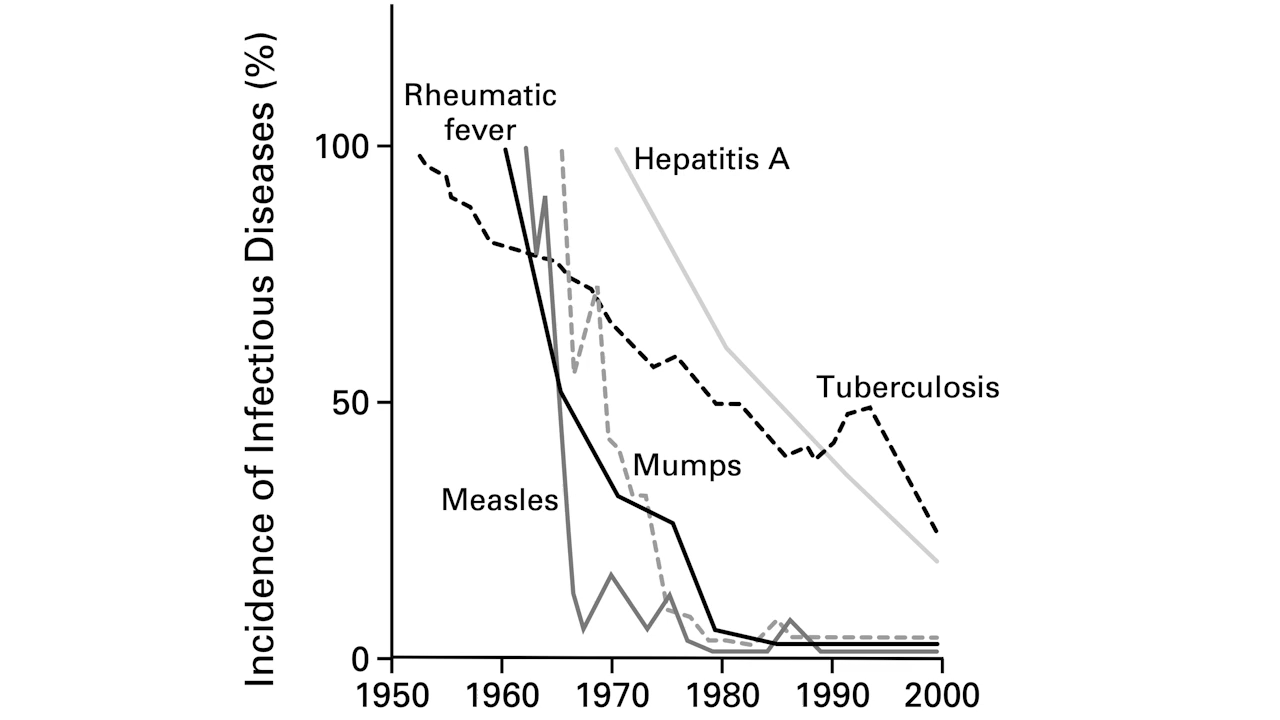 Incidence of Infectious Diseases (%)
Rheumatic
fever
100
Hepatitis A
Tuberculosis
50
Mumps
Measles
0
1950 1960 1970 1980 1990 2000